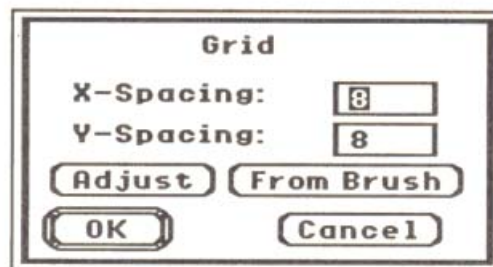 Grid
X-Spacing: 8
Y-Spacing: 8
Adjust From Brush
OK Cancel